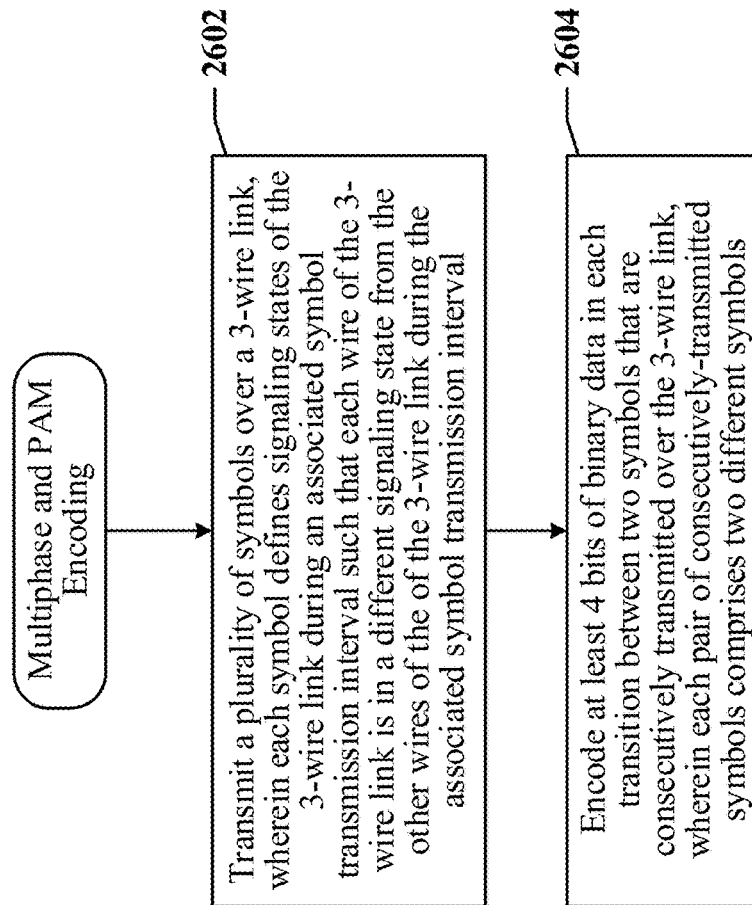 Multiphase and PAM
Encoding
2602
Transmit a plurality of symbols over a 3-wire link,
wherein each symbol defines signaling states of the
3-wire link during an associated symbol
transmission interval such that each wire of the 3-
wire link is in a different signaling state from the
other wires of the of the 3-wire link during the
associated symbol transmission interval
2604
Encode at least 4 bits of binary data in each
transition between two symbols that are
consecutively transmitted over the 3-wire link,
wherein each pair of consecutively-transmitted
symbols comprises two different symbols